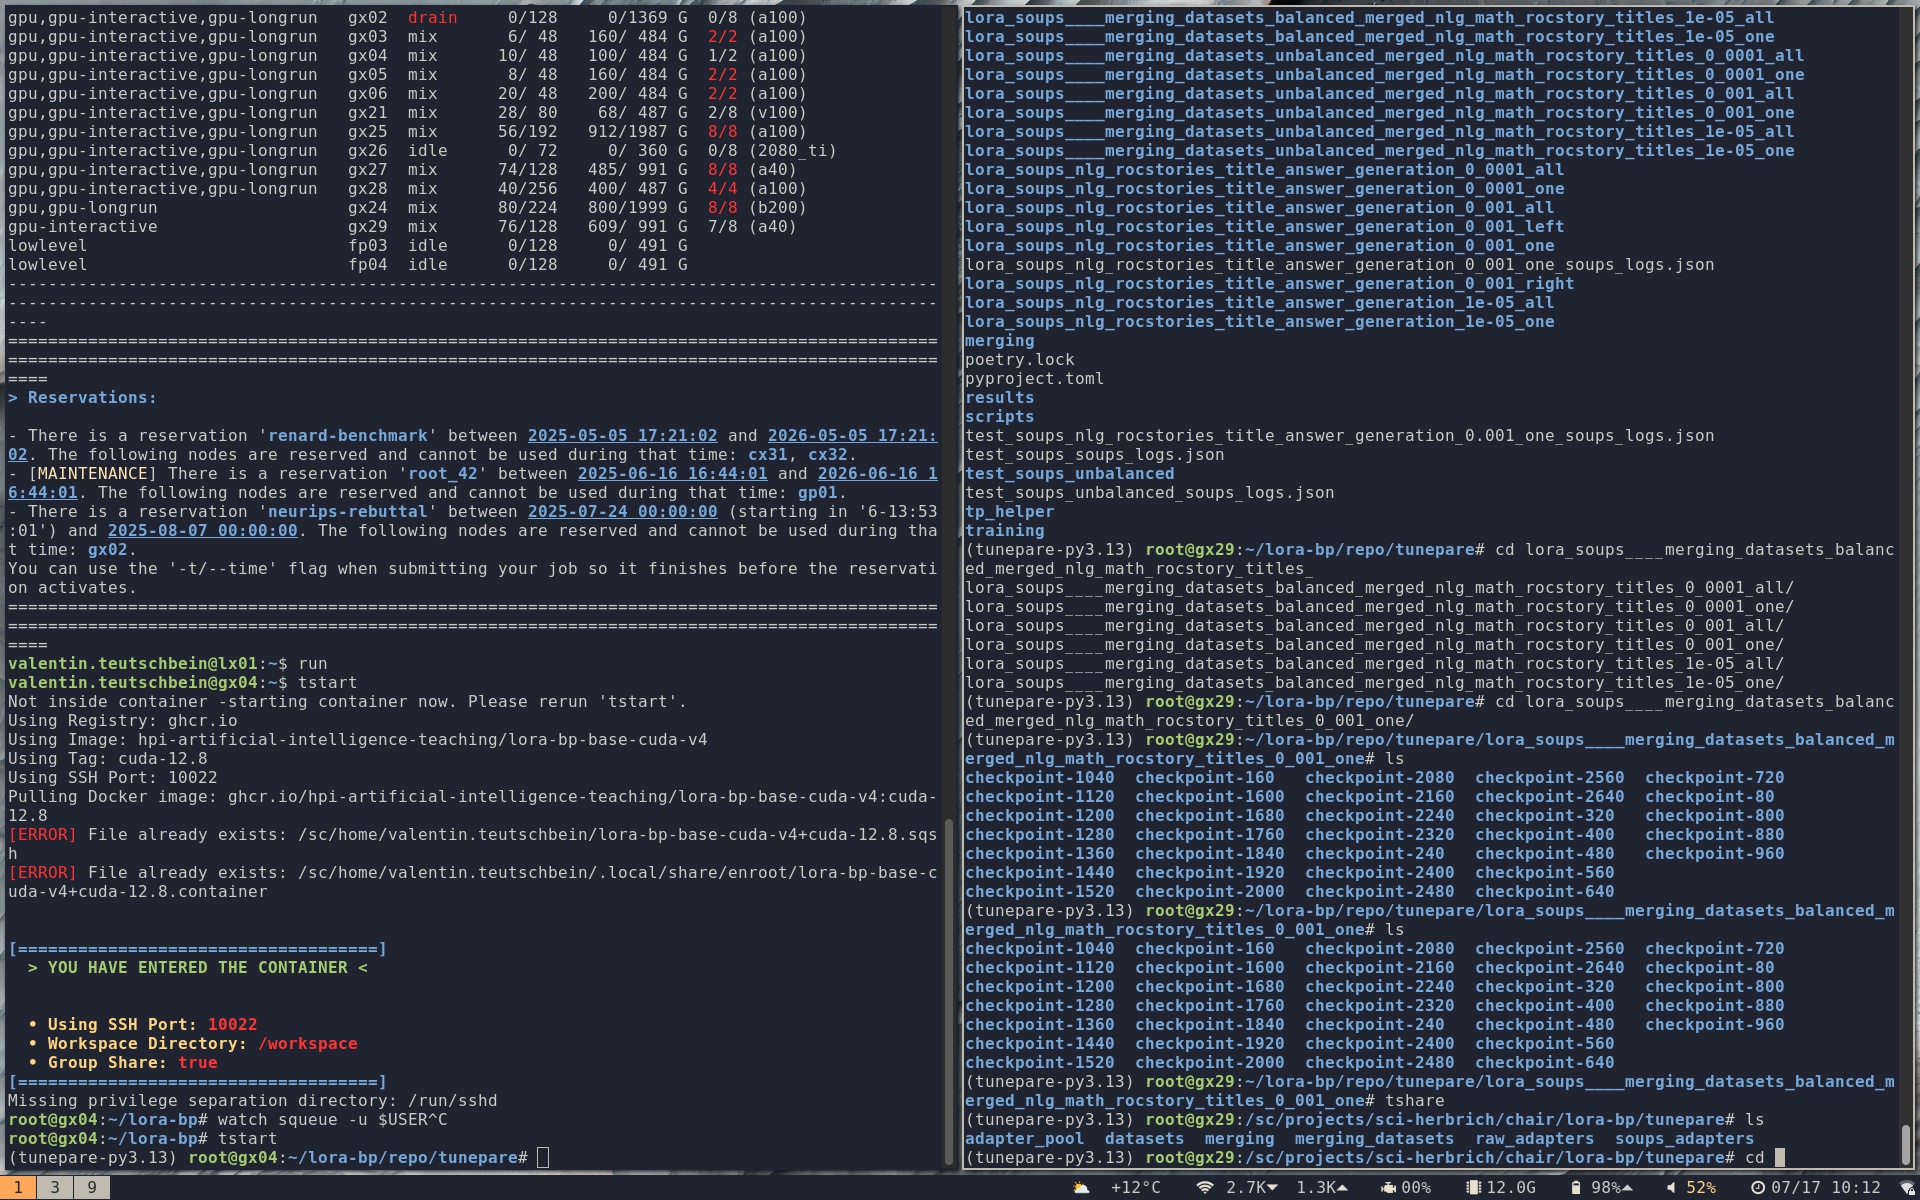 gpu,gpu-interactive,gpu-longrun   gx02  drain     0/128     0/1369 G  0/8 (a100)
gpu,gpu-interactive,gpu-longrun   gx03  mix       6/ 48   160/ 484 G  2/2 (a100)
gpu,gpu-interactive,gpu-longrun   gx04  mix      10/ 48   100/ 484 G  1/2 (a100)
gpu,gpu-interactive,gpu-longrun   gx05  mix       8/ 48   160/ 484 G  2/2 (a100)
gpu,gpu-interactive,gpu-longrun   gx06  mix      20/ 48   200/ 484 G  2/2 (a100)
gpu,gpu-interactive,gpu-longrun   gx21  mix      28/ 80    68/ 487 G  2/8 (v100)
gpu,gpu-interactive,gpu-longrun   gx25  mix      56/192   912/1987 G  8/8 (a100)
gpu,gpu-interactive,gpu-longrun   gx26  idle      0/ 72     0/ 360 G  0/8 (2080_ti)
gpu,gpu-interactive,gpu-longrun   gx27  mix      74/128   485/ 991 G  8/8 (a40)
gpu,gpu-interactive,gpu-longrun   gx28  mix      40/256   400/ 487 G  4/4 (a100)
gpu,gpu-longrun                   gx24  mix      80/224   800/1999 G  8/8 (b200)
gpu-interactive                   gx29  mix      76/128   609/ 991 G  7/8 (a40)
lowlevel                          fp03  idle      0/128     0/ 491 G
lowlevel                          fp04  idle      0/128     0/ 491 G
---------------------------------------------------------------------------------------------
---------------------------------------------------------------------------------------------
----
=============================================================================================
=============================================================================================
====
> Reservations:
- There is a reservation 'renard-benchmark' between 2025-05-05 17:21:02 and 2026-05-05 17:21:
02. The following nodes are reserved and cannot be used during that time: cx31, cx32.
- [MAINTENANCE] There is a reservation 'root_42' between 2025-06-16 16:44:01 and 2026-06-16 1
6:44:01. The following nodes are reserved and cannot be used during that time: gp01.
- There is a reservation 'neurips-rebuttal' between 2025-07-24 00:00:00 (starting in '6-13:53
:01') and 2025-08-07 00:00:00. The following nodes are reserved and cannot be used during tha
t time: gx02.
You can use the '-t/--time' flag when submitting your job so it finishes before the reservati
on activates.
=============================================================================================
=============================================================================================
====
valentin.teutschbein@lx01:~$ run
valentin.teutschbein@gx04:~$ tstart
Not inside container -starting container now. Please rerun 'tstart'.
Using Registry: ghcr.io
Using Image: hpi-artificial-intelligence-teaching/lora-bp-base-cuda-v4
Using Tag: cuda-12.8
Using SSH Port: 10022
Pulling Docker image: ghcr.io/hpi-artificial-intelligence-teaching/lora-bp-base-cuda-v4:cuda-
12.8
[ERROR] File already exists: /sc/home/valentin.teutschbein/lora-bp-base-cuda-v4+cuda-12.8.sqs
h
[ERROR] File already exists: /sc/home/valentin.teutschbein/.local/share/enroot/lora-bp-base-c
uda-v4+cuda-12.8.container
[====================================]
> YOU HAVE ENTERED THE CONTAINER <
• Using SSH Port: 10022
• Workspace Directory: /workspace
• Group Share: true
[====================================]
Missing privilege separation directory: /run/sshd
root@gx04:~/lora-bp# watch squeue -u $USER^C
root@gx04:~/lora-bp# tstart
(tunepare-py3.13) root@gx04:~/lora-bp/repo/tunepare#
lora_soups____merging_datasets_balanced_merged_nlg_math_rocstory_titles_1e-05_all
lora_soups____merging_datasets_balanced_merged_nlg_math_rocstory_titles_1e-05_one
lora_soups____merging_datasets_unbalanced_merged_nlg_math_rocstory_titles_0_0001_all
lora_soups____merging_datasets_unbalanced_merged_nlg_math_rocstory_titles_0_0001_one
lora_soups____merging_datasets_unbalanced_merged_nlg_math_rocstory_titles_0_001_all
lora_soups____merging_datasets_unbalanced_merged_nlg_math_rocstory_titles_0_001_one
lora_soups____merging_datasets_unbalanced_merged_nlg_math_rocstory_titles_1e-05_all
lora_soups____merging_datasets_unbalanced_merged_nlg_math_rocstory_titles_1e-05_one
lora_soups_nlg_rocstories_title_answer_generation_0_0001_all
lora_soups_nlg_rocstories_title_answer_generation_0_0001_one
lora_soups_nlg_rocstories_title_answer_generation_0_001_all
lora_soups_nlg_rocstories_title_answer_generation_0_001_left
lora_soups_nlg_rocstories_title_answer_generation_0_001_one
lora_soups_nlg_rocstories_title_answer_generation_0_001_one_soups_logs.json
lora_soups_nlg_rocstories_title_answer_generation_0_001_right
lora_soups_nlg_rocstories_title_answer_generation_1e-05_all
lora_soups_nlg_rocstories_title_answer_generation_1e-05_one
merging
poetry.lock
pyproject.toml
results
scripts
test_soups_nlg_rocstories_title_answer_generation_0.001_one_soups_logs.json
test_soups_soups_logs.json
test_soups_unbalanced
test_soups_unbalanced_soups_logs.json
tp_helper
training
(tunepare-py3.13) root@gx29:~/lora-bp/repo/tunepare# cd lora_soups____merging_datasets_balanc
ed_merged_nlg_math_rocstory_titles_
lora_soups____merging_datasets_balanced_merged_nlg_math_rocstory_titles_0_0001_all/
lora_soups____merging_datasets_balanced_merged_nlg_math_rocstory_titles_0_0001_one/
lora_soups____merging_datasets_balanced_merged_nlg_math_rocstory_titles_0_001_all/
lora_soups____merging_datasets_balanced_merged_nlg_math_rocstory_titles_0_001_one/
lora_soups____merging_datasets_balanced_merged_nlg_math_rocstory_titles_1e-05_all/
lora_soups____merging_datasets_balanced_merged_nlg_math_rocstory_titles_1e-05_one/
(tunepare-py3.13) root@gx29:~/lora-bp/repo/tunepare# cd lora_soups____merging_datasets_balanc
ed_merged_nlg_math_rocstory_titles_0_001_one/
(tunepare-py3.13) root@gx29:~/lora-bp/repo/tunepare/lora_soups____merging_datasets_balanced_m
erged_nlg_math_rocstory_titles_0_001_one# ls
checkpoint-1040  checkpoint-160   checkpoint-2080  checkpoint-2560  checkpoint-720
checkpoint-1120  checkpoint-1600  checkpoint-2160  checkpoint-2640  checkpoint-80
checkpoint-1200  checkpoint-1680  checkpoint-2240  checkpoint-320   checkpoint-800
checkpoint-1280  checkpoint-1760  checkpoint-2320  checkpoint-400   checkpoint-880
checkpoint-1360  checkpoint-1840  checkpoint-240   checkpoint-480   checkpoint-960
checkpoint-1440  checkpoint-1920  checkpoint-2400  checkpoint-560
checkpoint-1520  checkpoint-2000  checkpoint-2480  checkpoint-640
(tunepare-py3.13) root@gx29:~/lora-bp/repo/tunepare/lora_soups____merging_datasets_balanced_m
erged_nlg_math_rocstory_titles_0_001_one# ls
checkpoint-1040  checkpoint-160   checkpoint-2080  checkpoint-2560  checkpoint-720
checkpoint-1120  checkpoint-1600  checkpoint-2160  checkpoint-2640  checkpoint-80
checkpoint-1200  checkpoint-1680  checkpoint-2240  checkpoint-320   checkpoint-800
checkpoint-1280  checkpoint-1760  checkpoint-2320  checkpoint-400   checkpoint-880
checkpoint-1360  checkpoint-1840  checkpoint-240   checkpoint-480   checkpoint-960
checkpoint-1440  checkpoint-1920  checkpoint-2400  checkpoint-560
checkpoint-1520  checkpoint-2000  checkpoint-2480  checkpoint-640
(tunepare-py3.13) root@gx29:~/lora-bp/repo/tunepare/lora_soups____merging_datasets_balanced_m
erged_nlg_math_rocstory_titles_0_001_one# tshare
(tunepare-py3.13) root@gx29:/sc/projects/sci-herbrich/chair/lora-bp/tunepare# ls
adapter_pool  datasets  merging  merging_datasets  raw_adapters  soups_adapters
(tunepare-py3.13) root@gx29:/sc/projects/sci-herbrich/chair/lora-bp/tunepare# cd
1 3 9 +12°C 2.7K 1.3K 00% 12.0G 98% 52% 07/17 10:12